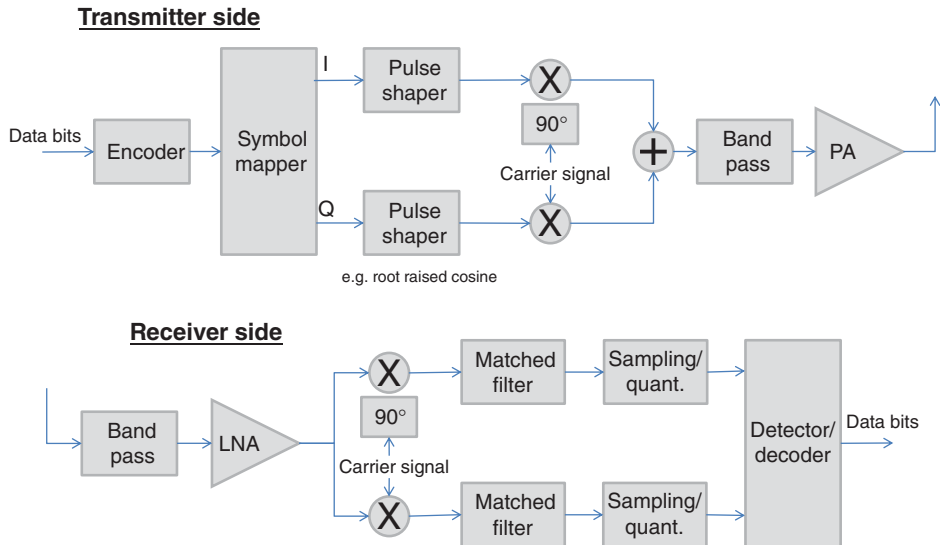 Transmitter side
Data bits
Encoder
Symbol
mapper
I
Q
Pulse
shaper
Pulse
shaper
e.g. root raised cosine
X
90°
Carrier signal
X
+
Band
pass
PA
Receiver side
Band
pass
LNA
X
90°
Carrier signal
X
Matched
filter
Matched
filter
Sampling/
quant.
Sampling/
quant.
Detector/
decoder
Data bits